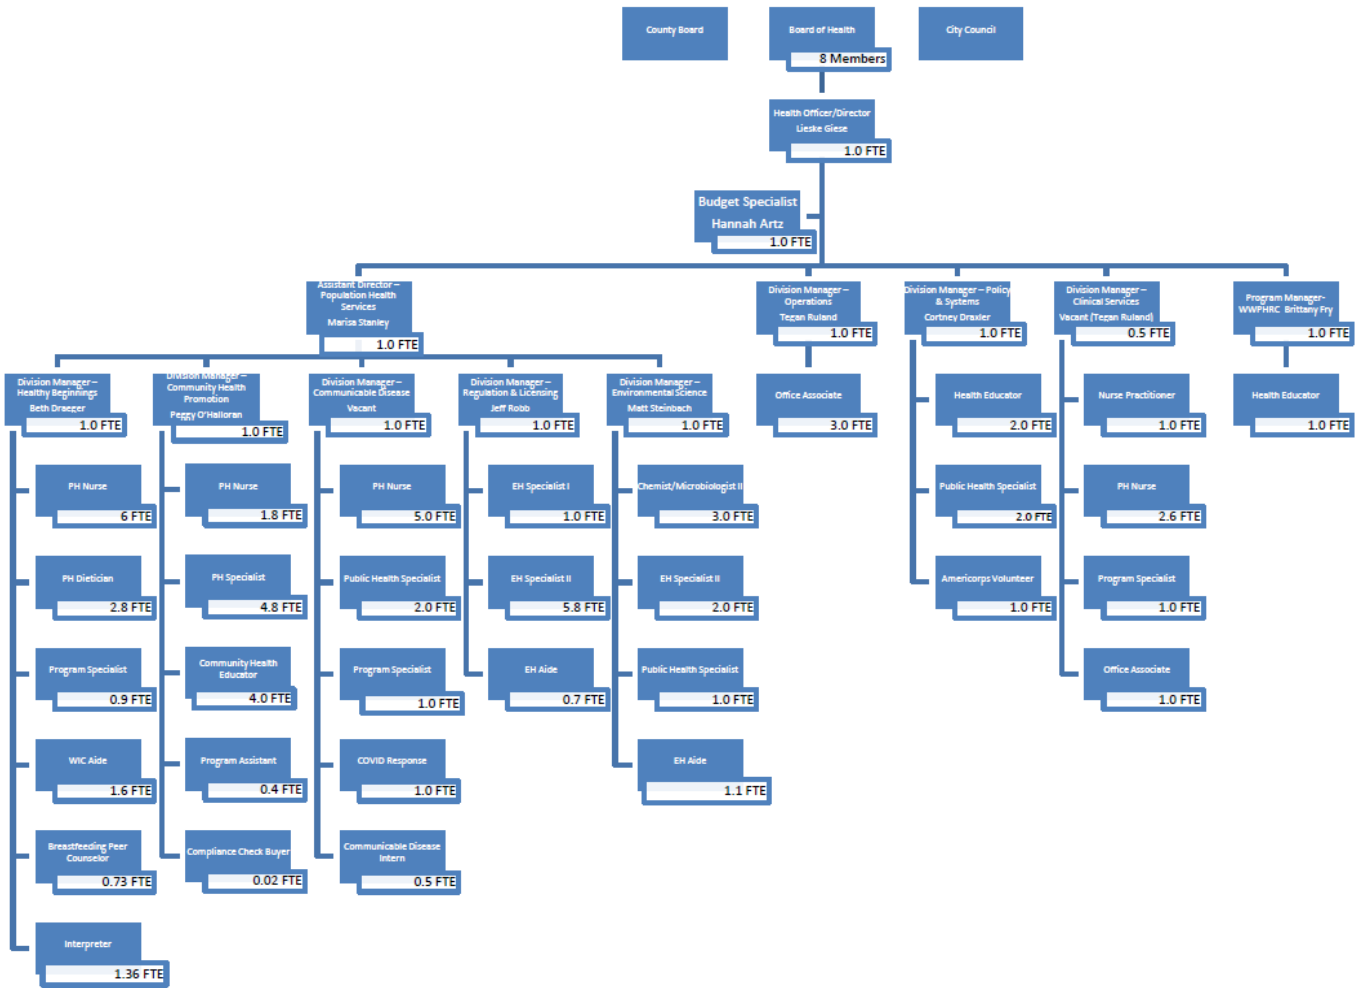 County Board
Board of Health
8 Members
City Council
Health Officer/Director
Lieske Giese
1.0 FTE
Budget Specialist
Hannah Artz
1.0 FTE
Assistant Director –
Population Health
Services
Marisa Stanley
1.0 FTE
Division Manager –
Operations
Tegan Ruland
1.0 FTE
Division Manager – Policy
& Systems
Cortney Draxler
1.0 FTE
Division Manager –
Clinical Services
Vacant (Tegan Ruland)
0.5 FTE
Program Manager-
WWPHRC Brittany Fry
1.0 FTE
Division Manager –
Healthy Beginnings
Beth Draeger
1.0 FTE
Division Manager –
Community Health
Promotion
Peggy O'Halloran
1.0 FTE
Division Manager –
Communicable Disease
Vacant
1.0 FTE
Division Manager –
Regulation & Licensing
Jeff Robb
1.0 FTE
Division Manager –
Environmental Science
Matt Steinbach
1.0 FTE
Office Associate
3.0 FTE
Health Educator
2.0 FTE
Nurse Practitioner
1.0 FTE
Health Educator
1.0 FTE
PH Nurse
6 FTE
PH Nurse
1.8 FTE
PH Nurse
5.0 FTE
EH Specialist I
1.0 FTE
Chemist/Microbiologist II
3.0 FTE
Public Health Specialist
2.0 FTE
PH Nurse
2.6 FTE
PH Dietician
2.8 FTE
PH Specialist
4.8 FTE
Public Health Specialist
2.0 FTE
EH Specialist II
5.8 FTE
EH Specialist II
2.0 FTE
Americorps Volunteer
1.0 FTE
Program Specialist
1.0 FTE
Program Specialist
0.9 FTE
Community Health
Educator
4.0 FTE
Program Specialist
1.0 FTE
EH Aide
0.7 FTE
Public Health Specialist
1.0 FTE
Office Associate
1.0 FTE
WIC Aide
1.6 FTE
Program Assistant
0.4 FTE
COVID Response
1.0 FTE
EH Aide
1.1 FTE
Breastfeeding Peer
Counselor
0.73 FTE
Compliance Check Buyer
0.02 FTE
Communicable Disease
Intern
0.5 FTE
Interpreter
1.36 FTE